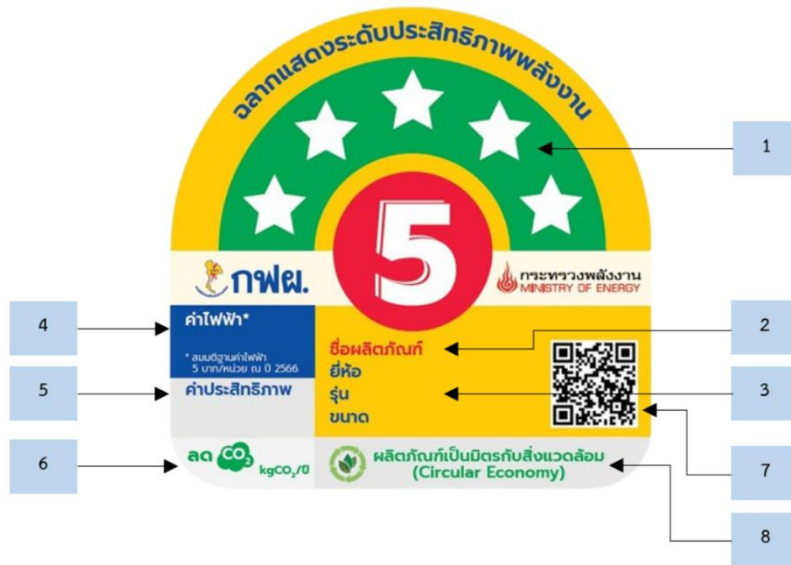 ฉลากแสดงระดับประสิทธิภาพพลังงาน
1
5
กฟผ.
กระทรวงพลังงาน
MINISTRY OF ENERGY
4
ค่าไฟฟ้า*
* สมมติฐานค่าไฟฟ้า
5 บาท/หน่วย ณ ปี 2566
ชื่อผลิตภัณฑ์
2
5
ค่าประสิทธิภาพ
ยี่ห้อ
รุ่น
ขนาด
3
6
ลด CO2 kgCO2/ปี
ผลิตภัณฑ์เป็นมิตรกับสิ่งแวดล้อม
(Circular Economy)
7
8